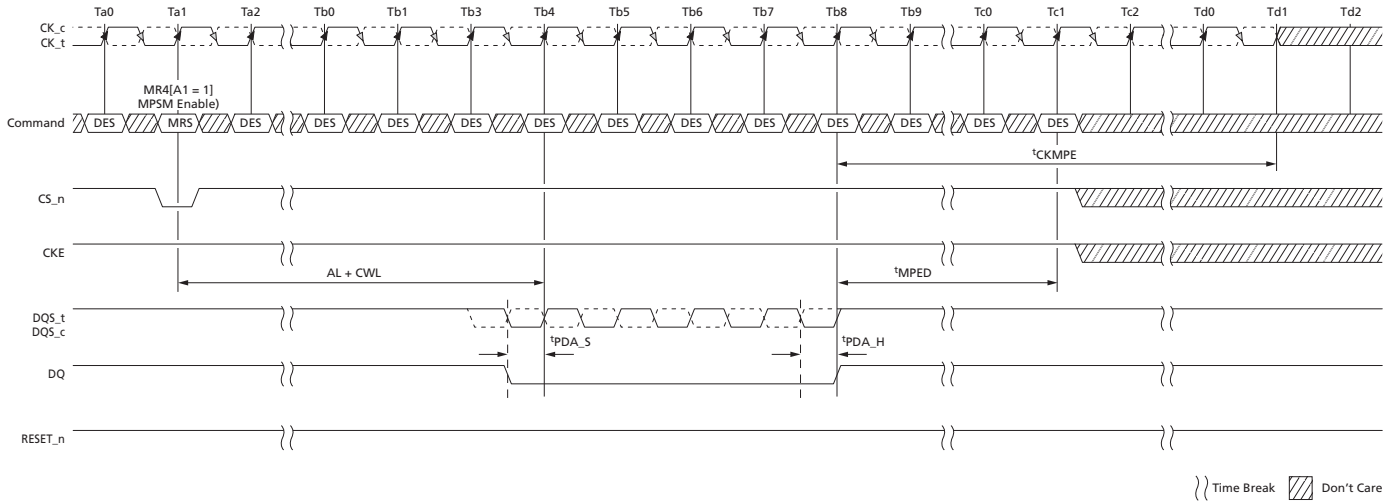 Ta0 Ta1 Ta2 Tb0 Tb1 Tb3 Tb4 Tb5 Tb6 Tb7 Tb8 Tb9 Tc0 Tc1 Tc2 Td0 Td1 Td2
CK_c
CK_t
MR4[A1 = 1]
MPSM Enable)
Command DES MRS DES DES DES DES DES DES DES DES DES DES DES DES
tCKMPE
CS_n
CKE
AL + CWL tMPED
DQS_t
DQS_c
tPDA_S tPDA_H
DQ
RESET_n
Time Break Don't Care